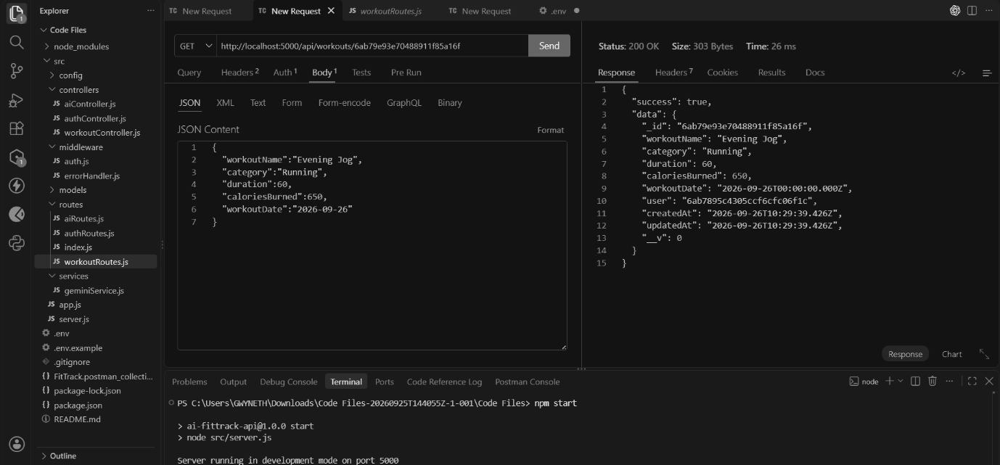 Explorer
Code Files
node_modules
src
config
controllers
JS aiController.js
JS authController.js
JS workoutController.js
middleware
JS auth.js
JS errorHandler.js
models
routes
JS aiRoutes.js
JS authRoutes.js
JS index.js
JS workoutRoutes.js
services
JS geminiService.js
JS app.js
JS server.js
.env
.env.example
.gitignore
{} FitTrack.postman_collecti...
{} package-lock.json
{} package.json
README.md
Outline
1
1
TC New Request
TC New Request
JS workoutRoutes.js
TC New Request
.env
GET http://localhost:5000/api/workouts/6ab79e93e70488911f85a16f Send
Query Headers 2 Auth 1 Body 1 Tests Pre Run
JSON XML Text Form Form-encode GraphQL Binary
JSON Content Format
1 {
2 "workoutName":"Evening Jog",
3 "category":"Running",
4 "duration":60,
5 "caloriesBurned":650,
6 "workoutDate":"2026-09-26"
7 }
Status: 200 OK Size: 303 Bytes Time: 26 ms
Response Headers 7 Cookies Results Docs </>
1 {
2 "success": true,
3 "data": {
4 "_id": "6ab79e93e70488911f85a16f",
5 "workoutName": "Evening Jog",
6 "category": "Running",
7 "duration": 60,
8 "caloriesBurned": 650,
9 "workoutDate": "2026-09-26T00:00:00.000Z",
10 "user": "6ab7895c4305ccf6cfc06f1c",
11 "createdAt": "2026-09-26T10:29:39.426Z",
12 "updatedAt": "2026-09-26T10:29:39.426Z",
13 "__v": 0
14 }
15 }
Response Chart
Problems Output Debug Console Terminal Ports Code Reference Log Postman Console
node
PS C:\Users\GWYNETH\Downloads\Code Files-20260925T144055Z-1-001\Code Files> npm start
> ai-fittrack-api@1.0.0 start
> node src/server.js
Server running in development mode on port 5000